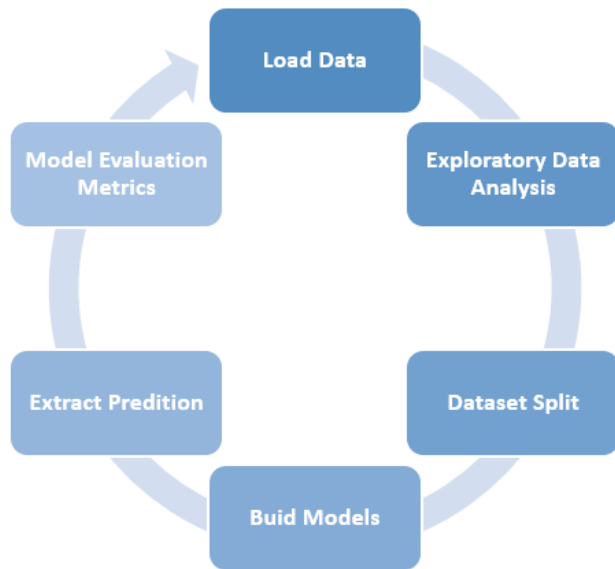 Load Data
Exploratory Data
Analysis
Dataset Split
Buid Models
Extract Predition
Model Evaluation
Metrics